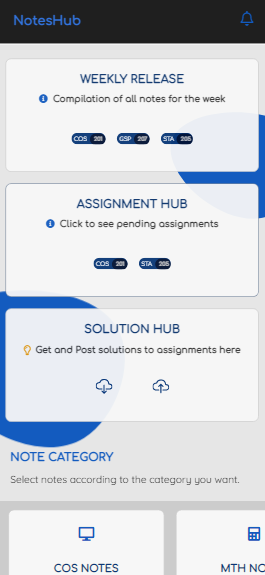 NotesHub
WEEKLY RELEASE
Compilation of all notes for the week
COS 201 GSP 207 STA 205
ASSIGNMENT HUB
Click to see pending assignments
COS 201 STA 205
SOLUTION HUB
Get and Post solutions to assignments here
NOTE CATEGORY
Select notes according to the category you want.
COS NOTES MTH NO